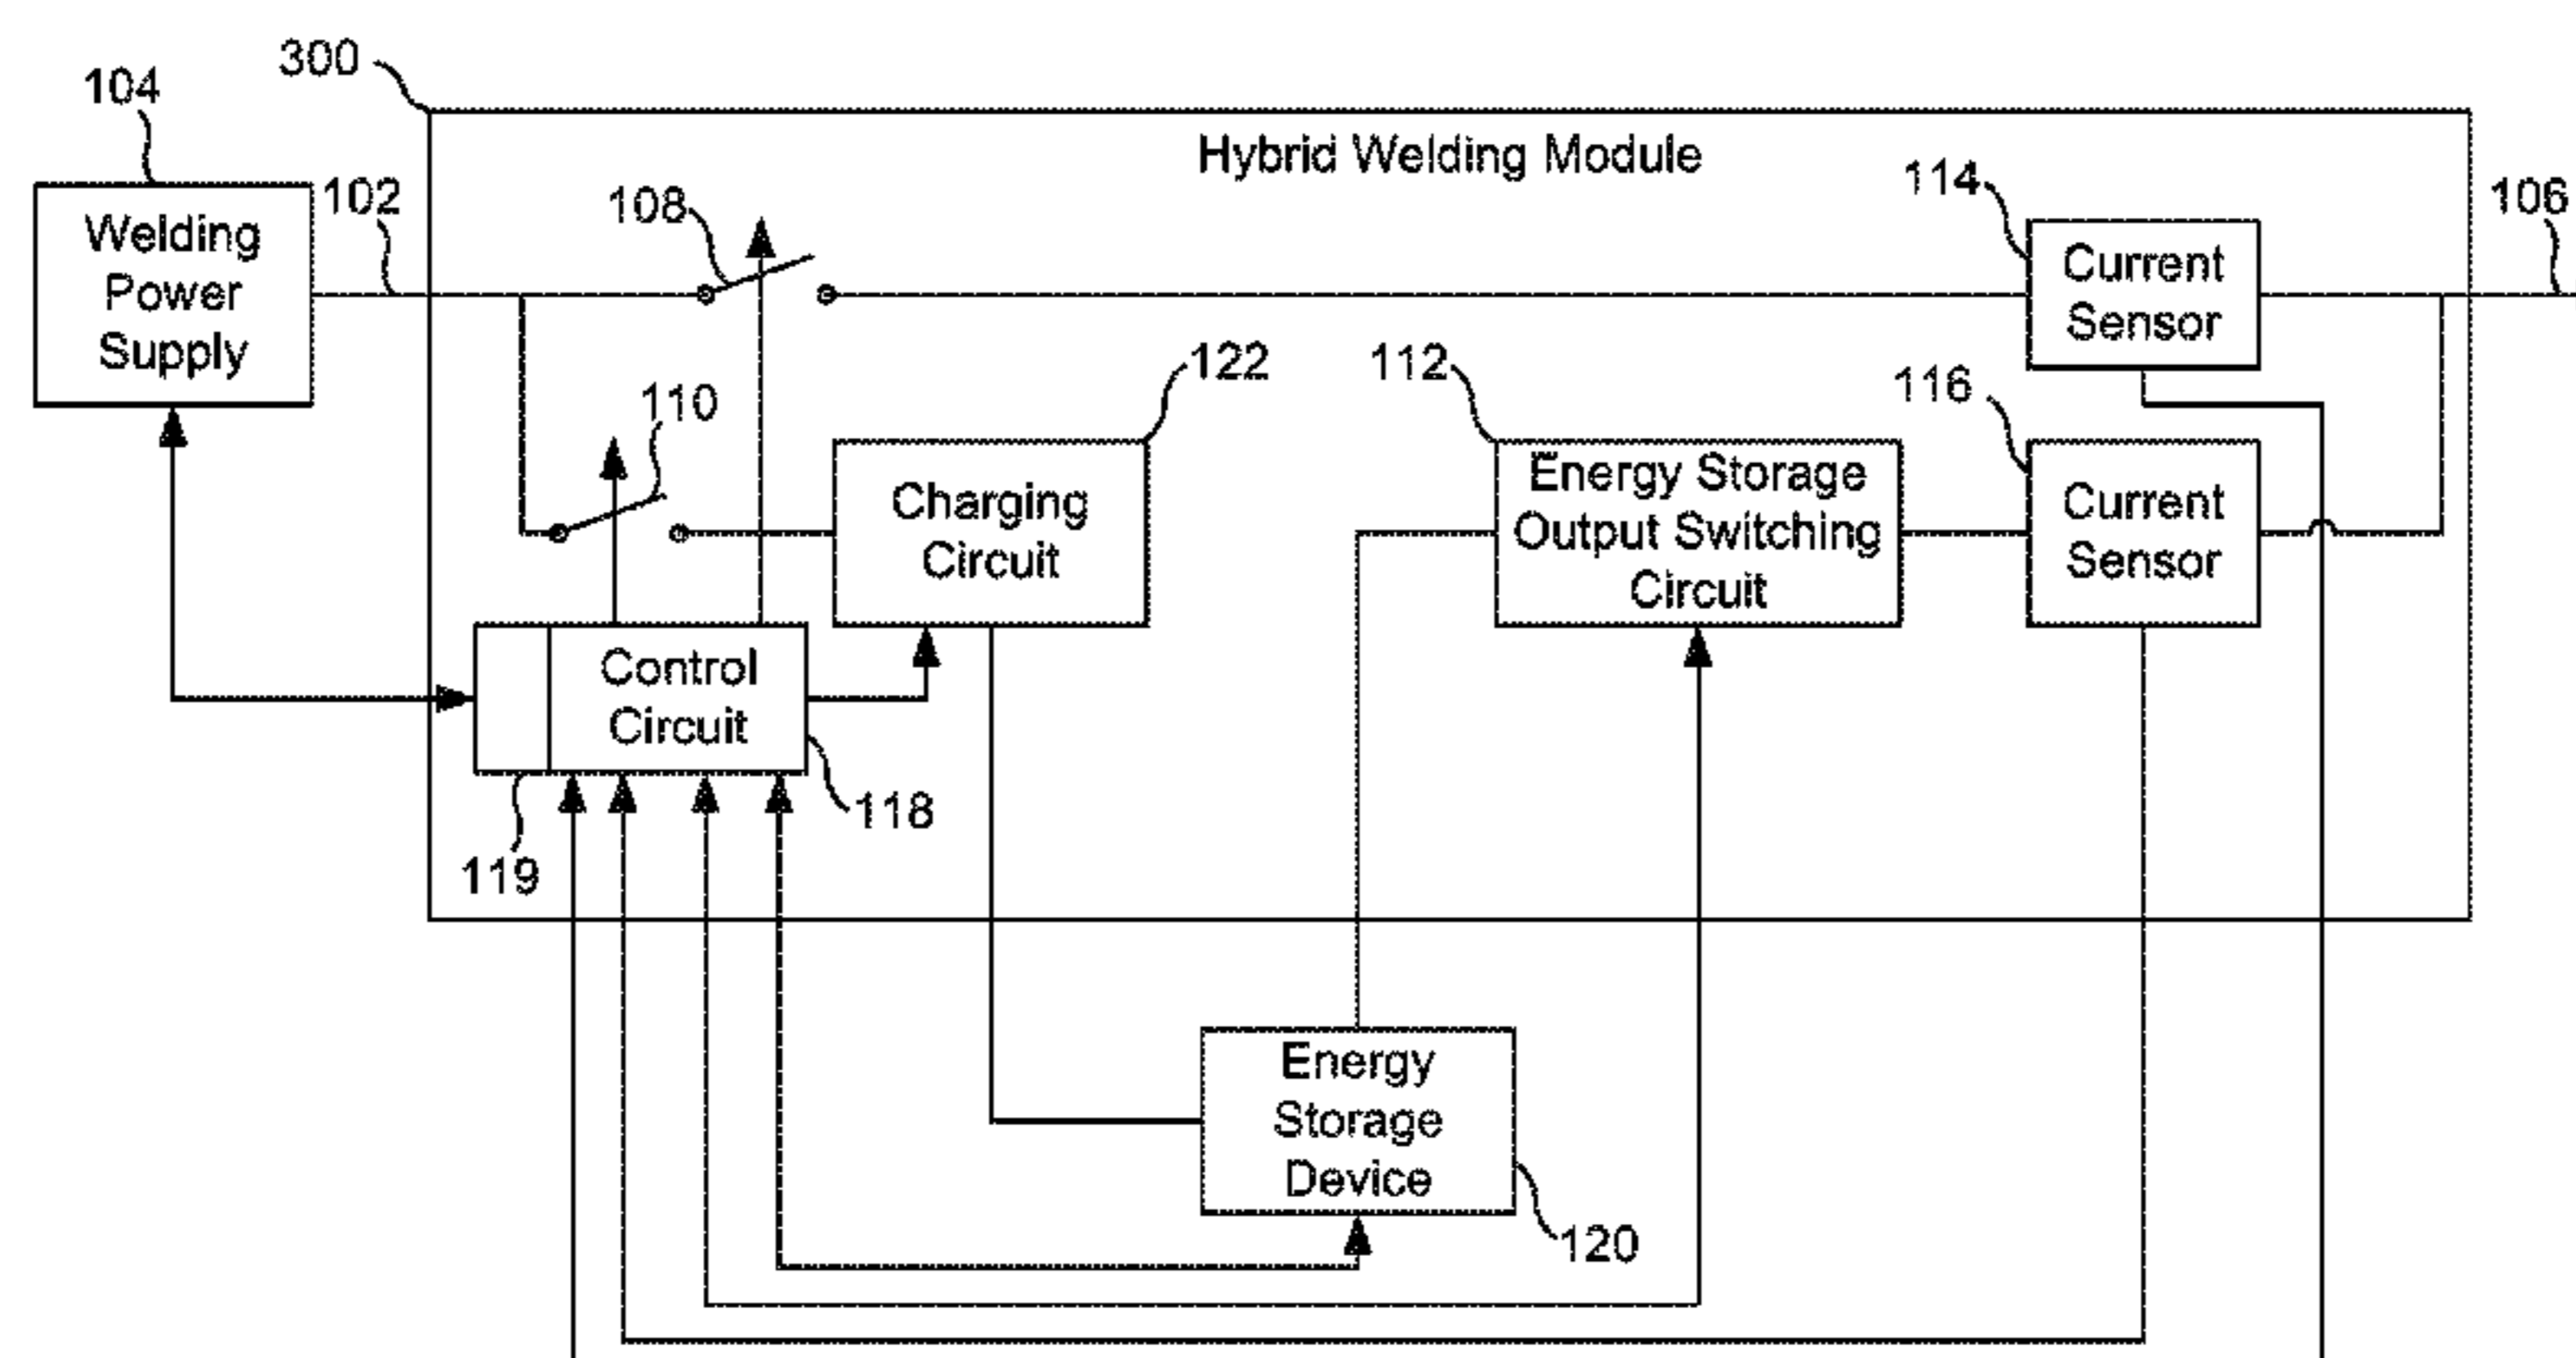 300
104
Hybrid Welding Module
114
106
102
108
Welding
Power
Supply
Current
Sensor
122
112
116
110
Charging
Circuit
Energy Storage
Output Switching
Circuit
Current
Sensor
Control
Circuit
118
119
Energy
Storage
Device
120